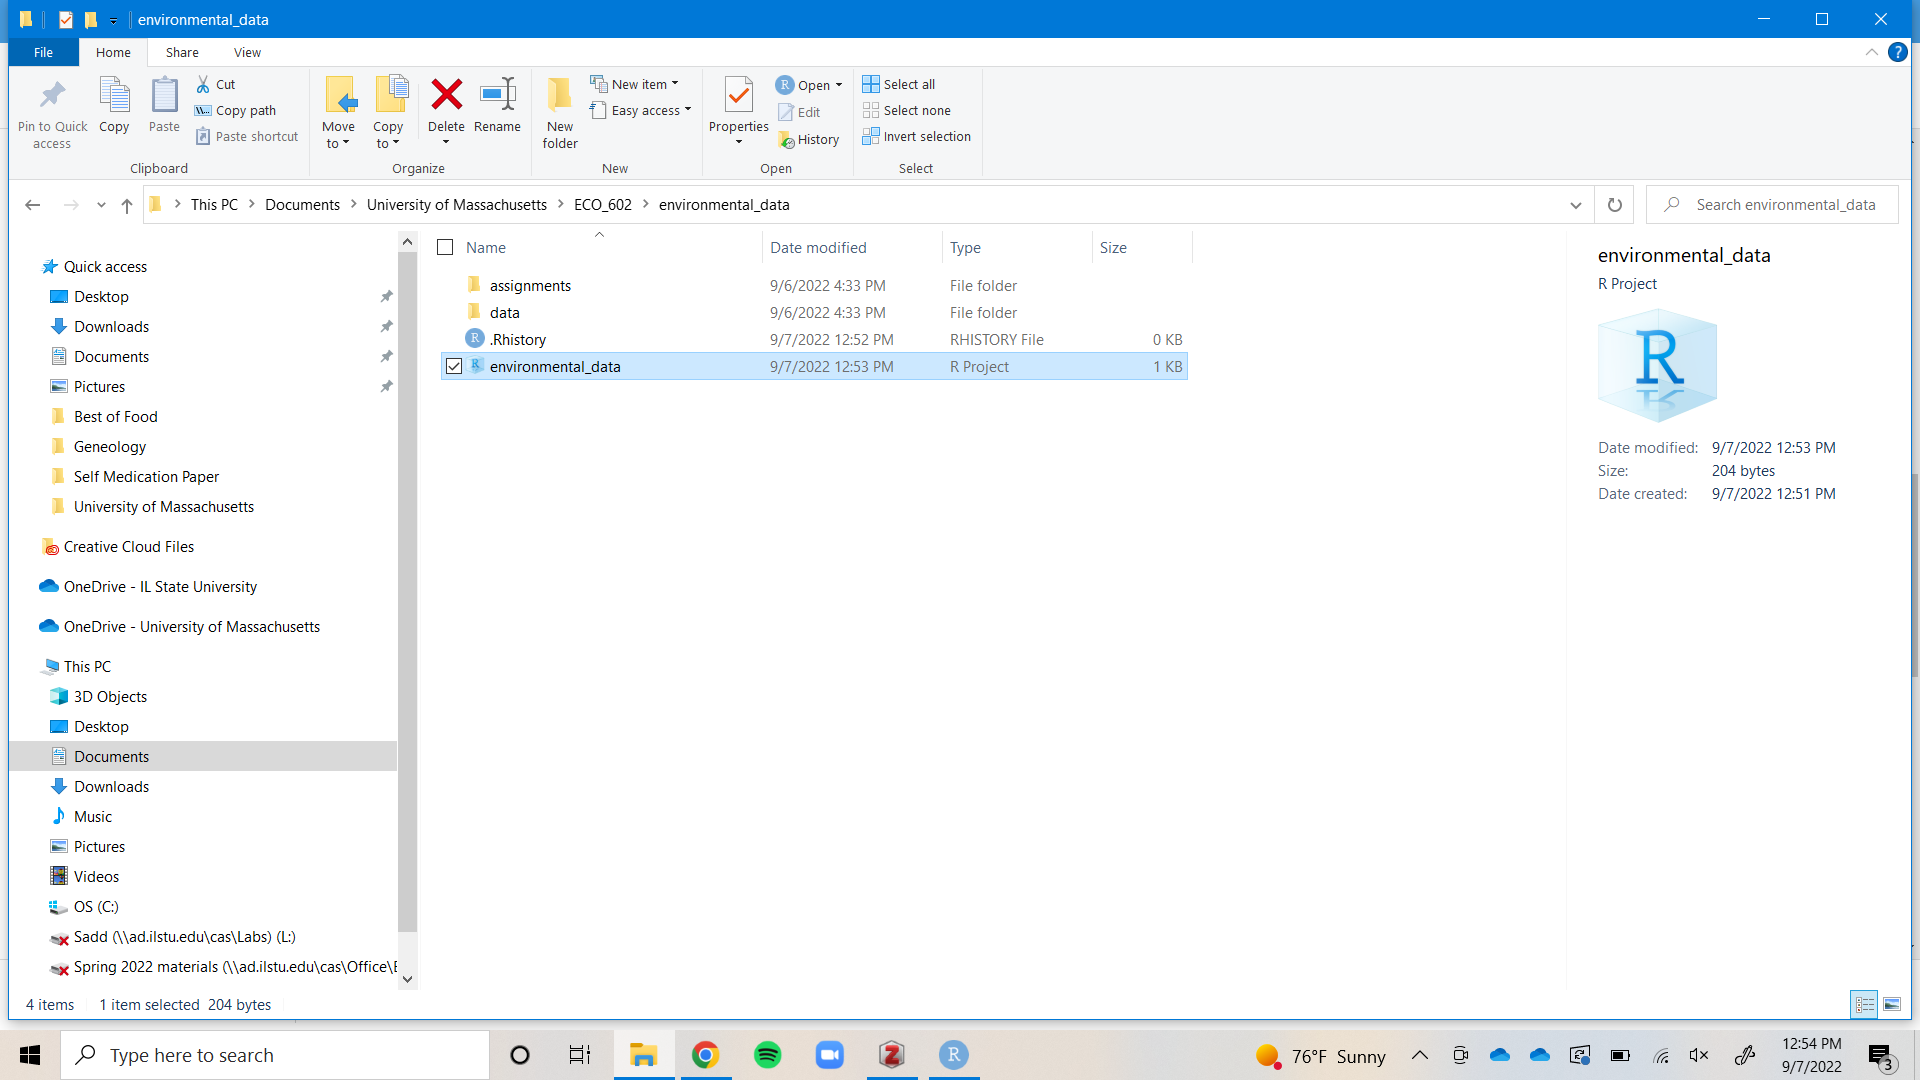 environmental_data
File Home Share View
Pin to Quick access
Copy
Paste
Cut
Copy path
Paste shortcut
Clipboard
Move to
Copy to
Delete
Rename
Organize
New folder
New item
Easy access
New
Properties
Open
Edit
History
Open
Select all
Select none
Invert selection
Select
This PC > Documents > University of Massachusetts > ECO_602 > environmental_data
Search environmental_data
Quick access
Desktop
Downloads
Documents
Pictures
Best of Food
Geneology
Self Medication Paper
University of Massachusetts
Creative Cloud Files
OneDrive - IL State University
OneDrive - University of Massachusetts
This PC
3D Objects
Desktop
Documents
Downloads
Music
Pictures
Videos
OS (C:)
Sadd (\\ad.ilstu.edu\cas\Labs) (L:)
Spring 2022 materials (\\ad.ilstu.edu\cas\Office\E
Name Date modified Type Size
assignments 9/6/2022 4:33 PM File folder
data 9/6/2022 4:33 PM File folder
R .Rhistory 9/7/2022 12:52 PM RHISTORY File 0 KB
R environmental_data 9/7/2022 12:53 PM R Project 1 KB
environmental_data
R Project
R
Date modified: 9/7/2022 12:53 PM
Size: 204 bytes
Date created: 9/7/2022 12:51 PM
4 items 1 item selected 204 bytes
Type here to search
Z
R
76°F Sunny
12:54 PM
9/7/2022
3